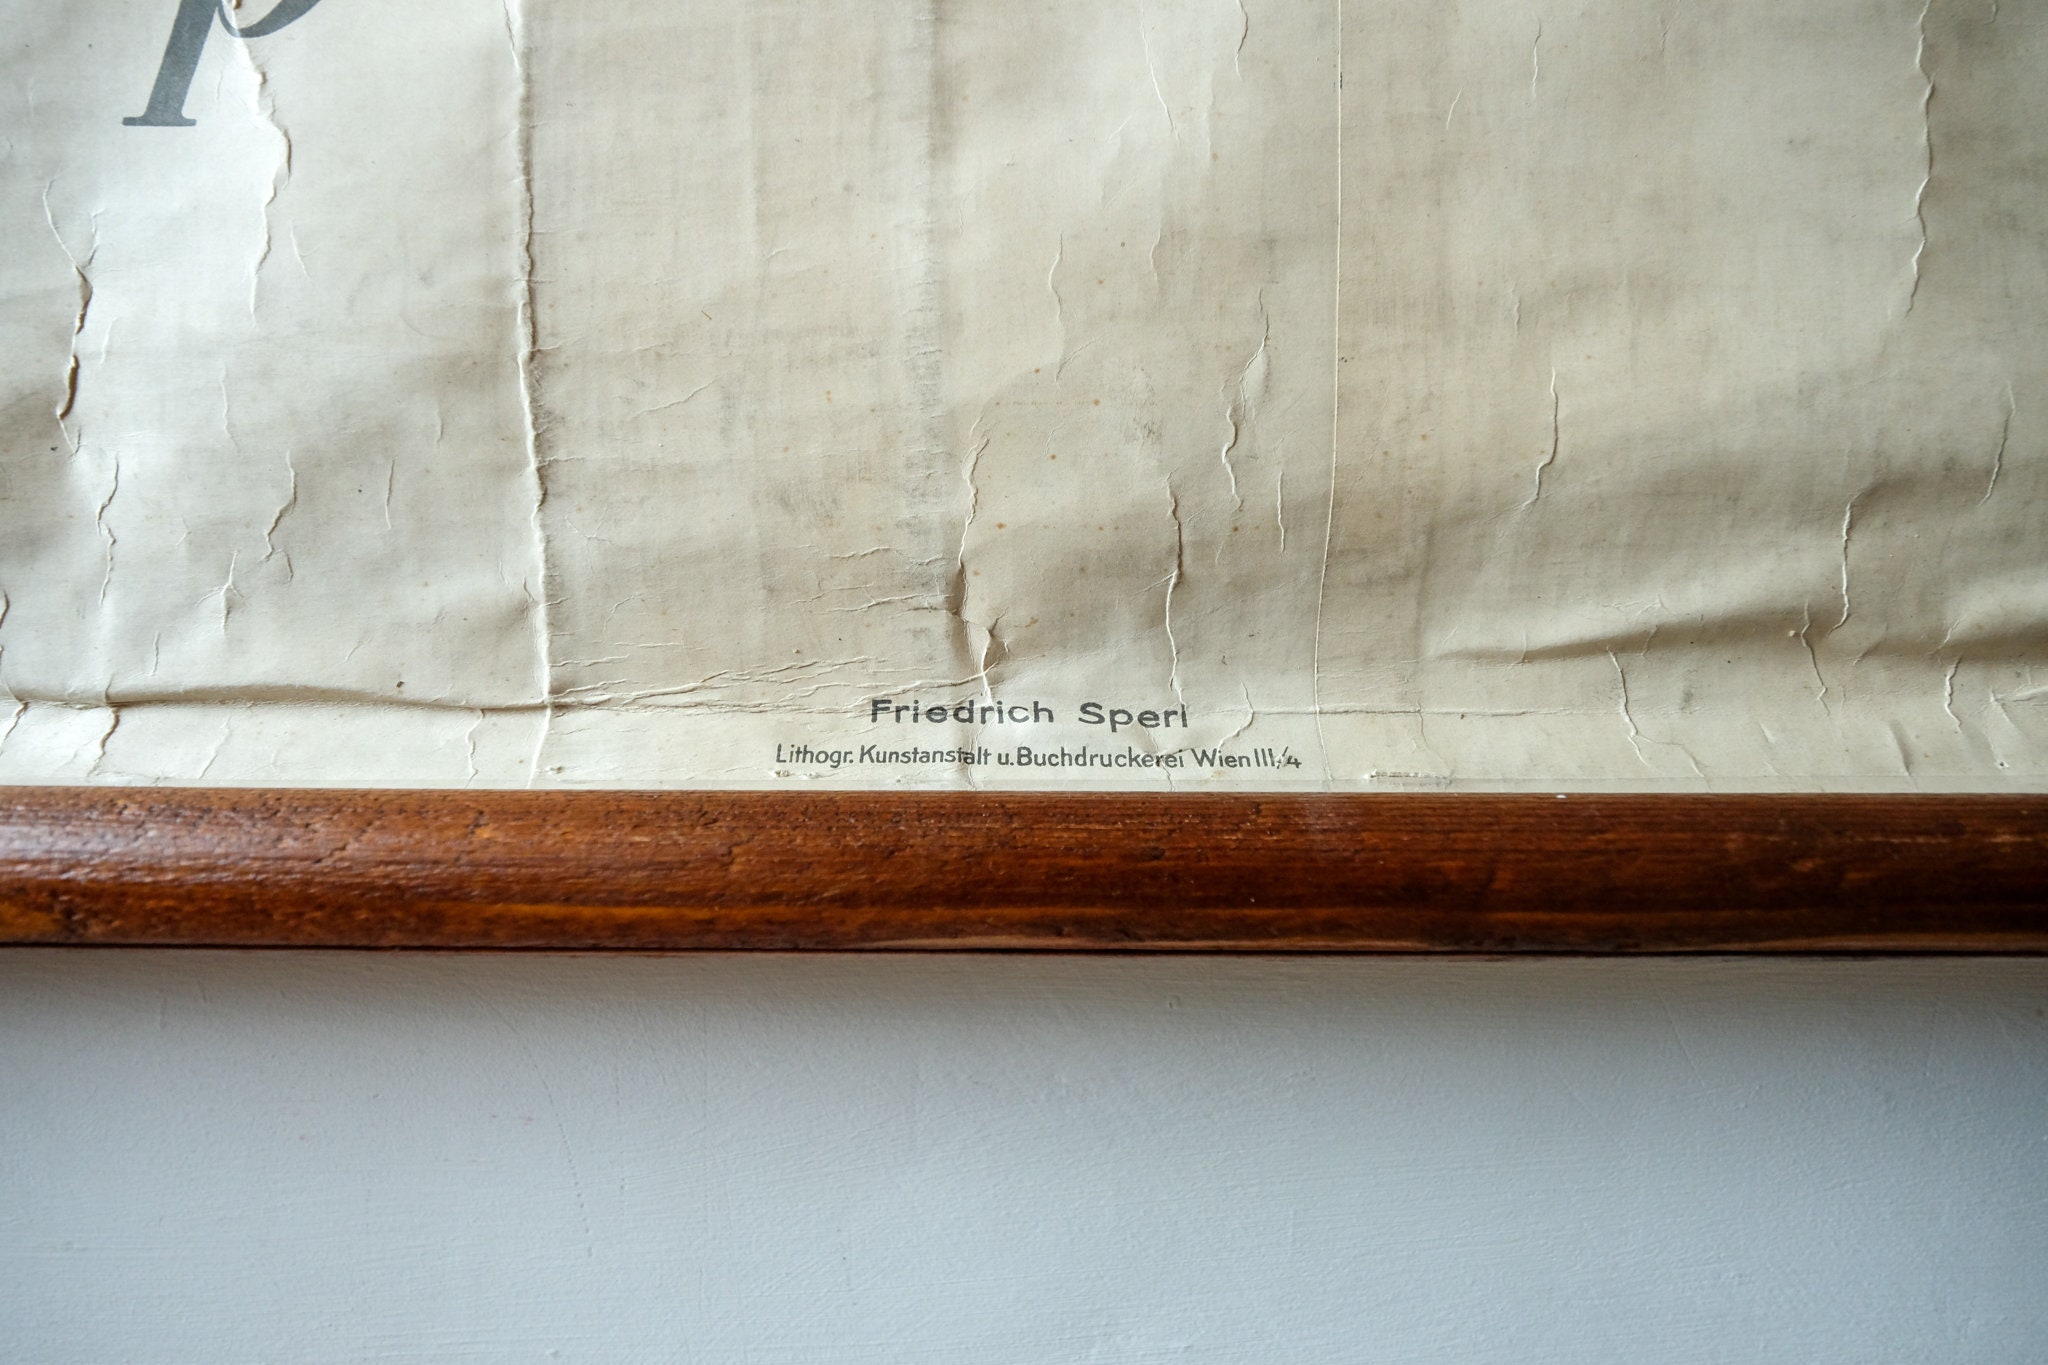 p
Friedrich Sperl
Lithogr. Kunstanstalt u. Buchdruckerei Wien III/4